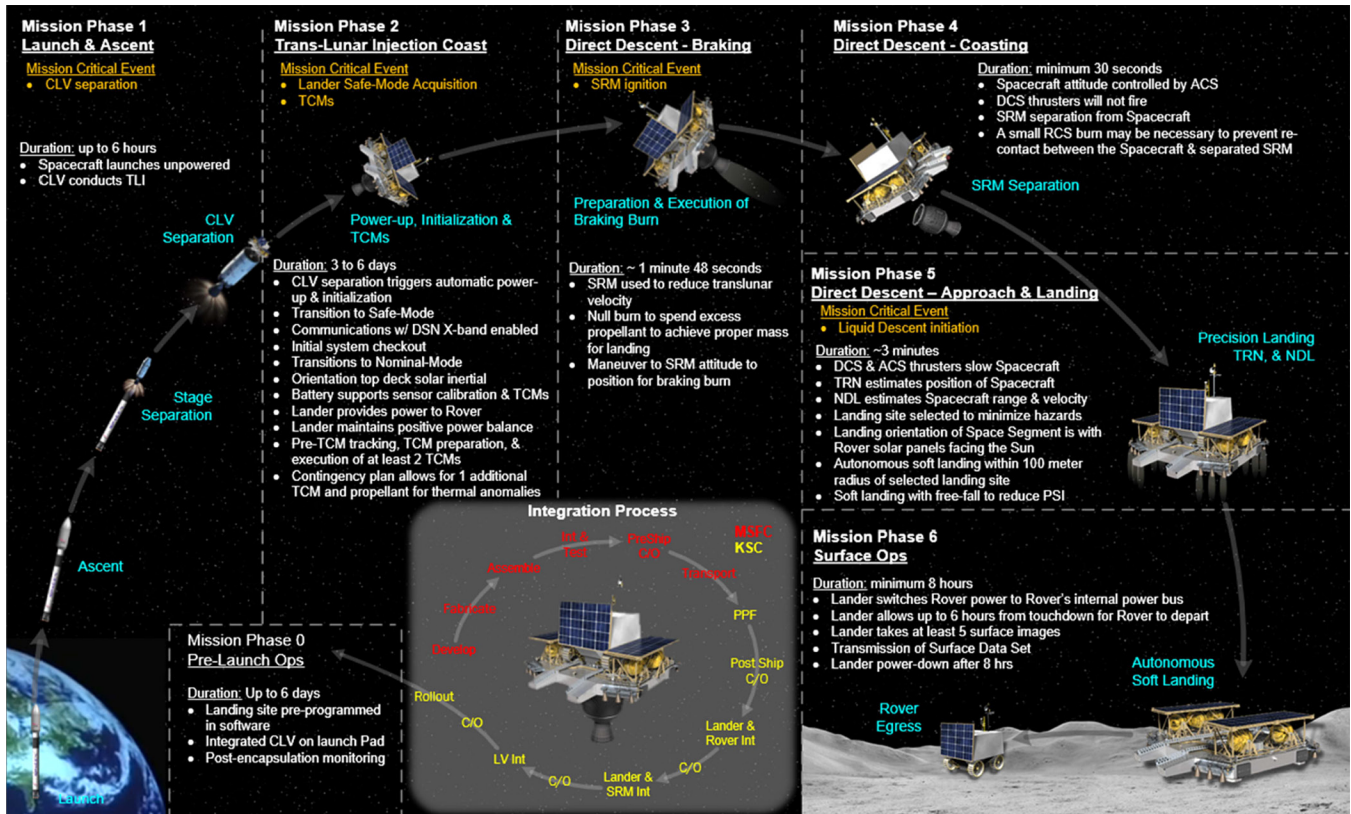 Mission Phase 1
Launch & Ascent
Mission Critical Event
• CLV separation
Duration: up to 6 hours
• Spacecraft launches unpowered
• CLV conducts TLI
CLV
Separation
Stage
Separation
Ascent
Launch
Mission Phase 2
Trans-Lunar Injection Coast
Mission Critical Event
• Lander Safe-Mode Acquisition
• TCMs
Power-up, Initialization &
TCMs
Duration: 3 to 6 days
• CLV separation triggers automatic power-
up & initialization
• Transition to Safe-Mode
• Communications w/ DSN X-band enabled
• Initial system checkout
• Transitions to Nominal-Mode
• Orientation top deck solar inertial
• Battery supports sensor calibration & TCMs
• Lander provides power to Rover
• Lander maintains positive power balance
• Pre-TCM tracking, TCM preparation, &
execution of at least 2 TCMs
• Contingency plan allows for 1 additional
TCM and propellant for thermal anomalies
Mission Phase 3
Direct Descent - Braking
Mission Critical Event
• SRM ignition
Preparation & Execution of
Braking Burn
Duration: ~ 1 minute 48 seconds
• SRM used to reduce translunar
velocity
• Null burn to spend excess
propellant to achieve proper mass
for landing
• Maneuver to SRM attitude to
position for braking burn
Mission Phase 4
Direct Descent - Coasting
Duration: minimum 30 seconds
• Spacecraft attitude controlled by ACS
• DCS thrusters will not fire
• SRM separation from Spacecraft
• A small RCS burn may be necessary to prevent re-
contact between the Spacecraft & separated SRM
SRM Separation
Mission Phase 5
Direct Descent – Approach & Landing
Mission Critical Event
• Liquid Descent initiation
Duration: ~3 minutes
• DCS & ACS thrusters slow Spacecraft
• TRN estimates position of Spacecraft
• NDL estimates Spacecraft range & velocity
• Landing site selected to minimize hazards
• Landing orientation of Space Segment is with
Rover solar panels facing the Sun
• Autonomous soft landing within 100 meter
radius of selected landing site
• Soft landing with free-fall to reduce PSI
Precision Landing
TRN, & NDL
Mission Phase 6
Surface Ops
Duration: minimum 8 hours
• Lander switches Rover power to Rover's internal power bus
• Lander allows up to 6 hours from touchdown for Rover to depart
• Lander takes at least 5 surface images
• Transmission of Surface Data Set
• Lander power-down after 8 hrs
Autonomous
Soft Landing
Rover
Egress
Mission Phase 0
Pre-Launch Ops
Duration: Up to 6 days
• Landing site pre-programmed
in software
• Integrated CLV on launch Pad
• Post-encapsulation monitoring
Integration Process
MSFC
KSC
Develop
Fabricate
Assemble
Int &
Test
PreShip
C/O
Transport
PPF
Post Ship
C/O
Lander &
Rover Int
C/O
Lander &
SRM Int
C/O
LV Int
C/O
Rollout